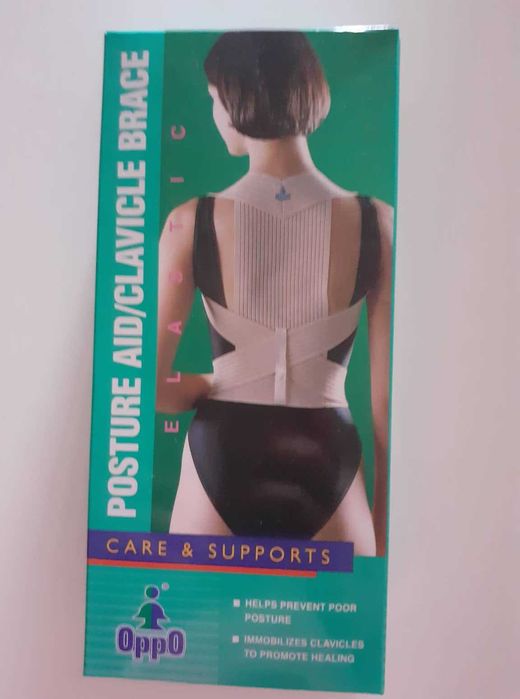 POSTURE AID/CLAVICLE BRACE
ELASTIC
CARE & SUPPORTS
OppO®
■ HELPS PREVENT POOR
POSTURE
■ IMMOBILIZES CLAVICLES
TO PROMOTE HEALING